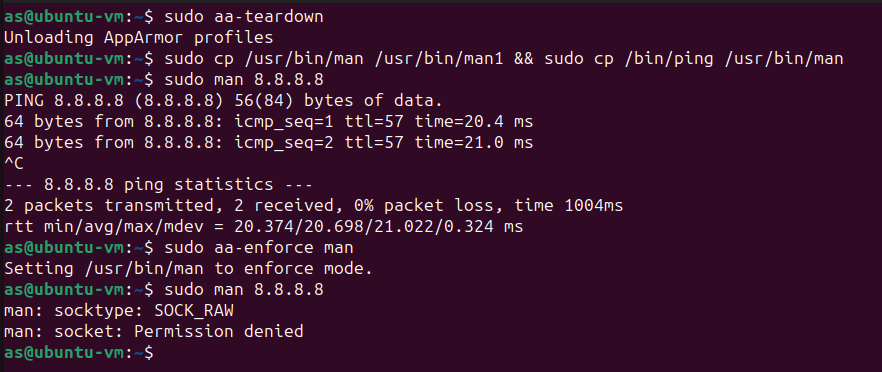 as@ubuntu-vm:~$ sudo aa-teardown
Unloading AppArmor profiles
as@ubuntu-vm:~$ sudo cp /usr/bin/man /usr/bin/man1 && sudo cp /bin/ping /usr/bin/man
as@ubuntu-vm:~$ sudo man 8.8.8.8
PING 8.8.8.8 (8.8.8.8) 56(84) bytes of data.
64 bytes from 8.8.8.8: icmp_seq=1 ttl=57 time=20.4 ms
64 bytes from 8.8.8.8: icmp_seq=2 ttl=57 time=21.0 ms
^C
--- 8.8.8.8 ping statistics ---
2 packets transmitted, 2 received, 0% packet loss, time 1004ms
rtt min/avg/max/mdev = 20.374/20.698/21.022/0.324 ms
as@ubuntu-vm:~$ sudo aa-enforce man
Setting /usr/bin/man to enforce mode.
as@ubuntu-vm:~$ sudo man 8.8.8.8
man: socktype: SOCK_RAW
man: socket: Permission denied
as@ubuntu-vm:~$